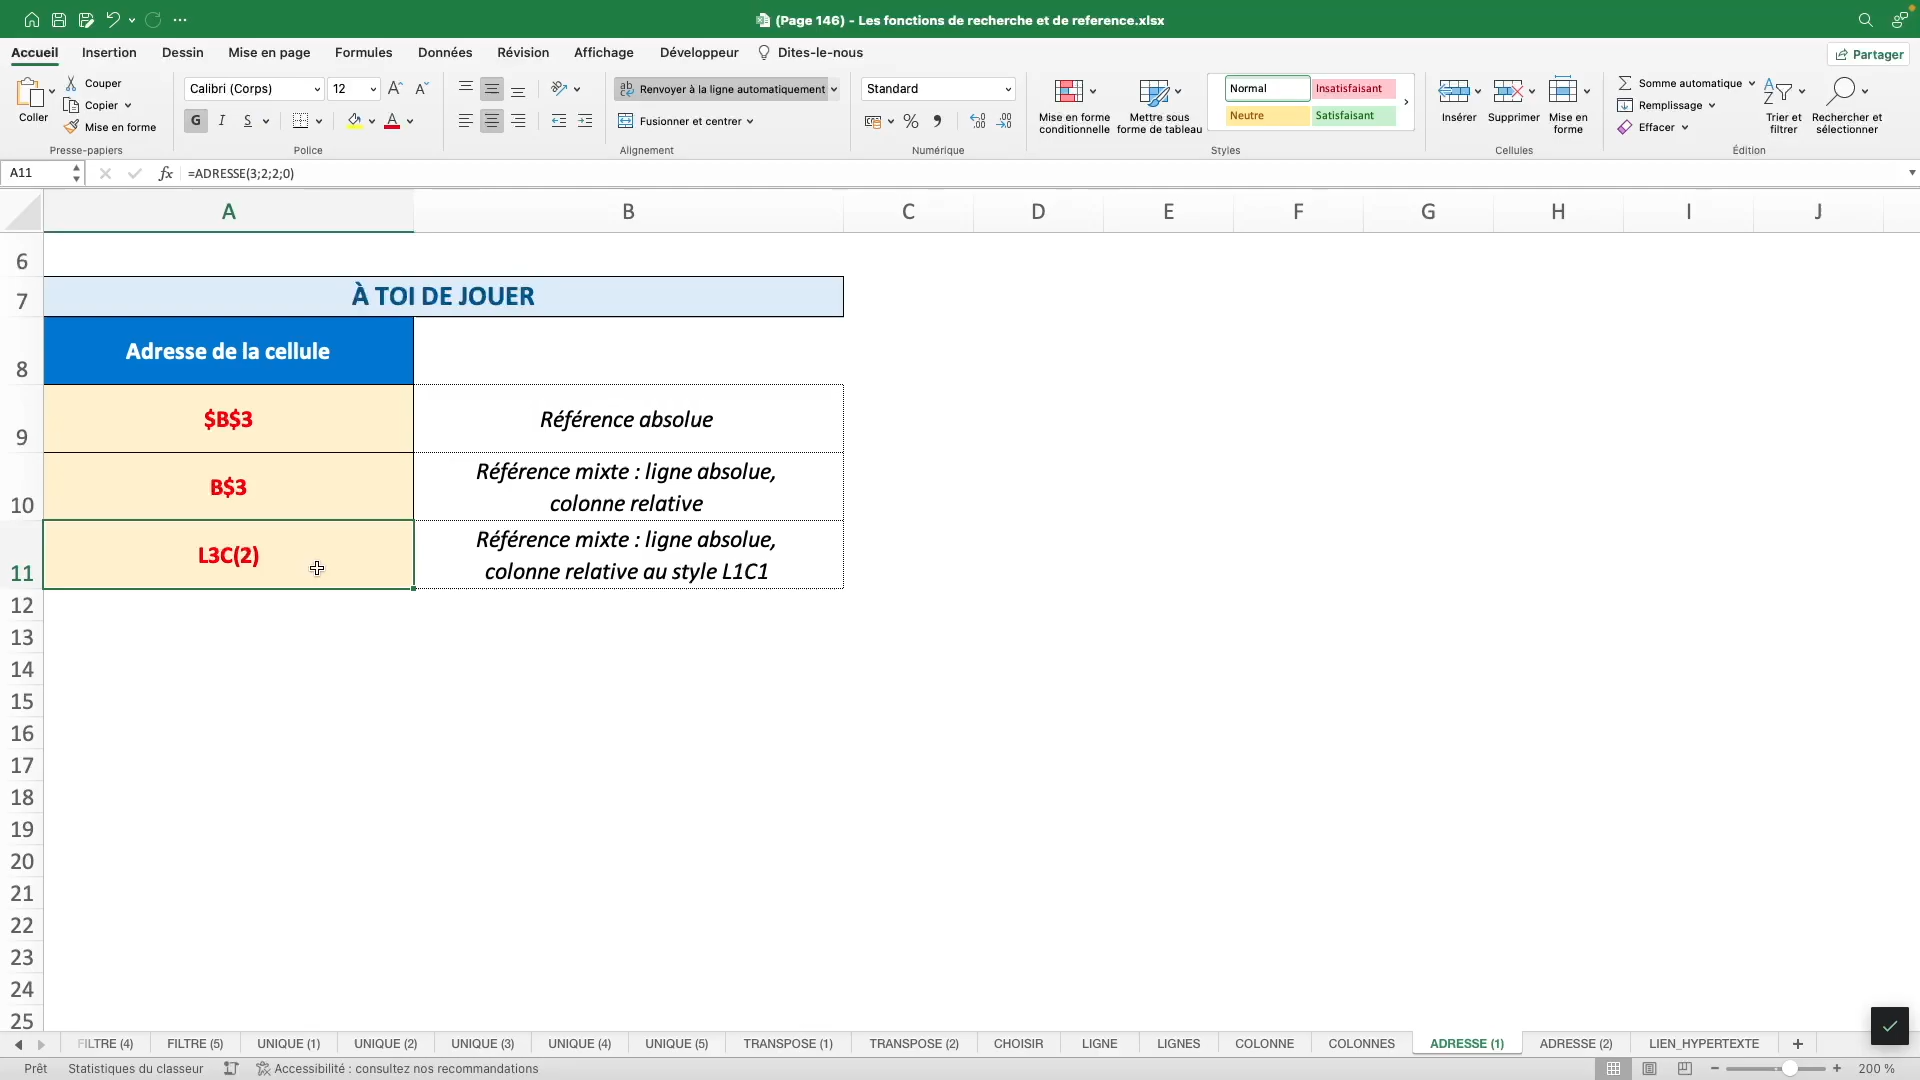 (Page 146) - Les fonctions de recherche et de reference.xlsx
Accueil Insertion Dessin Mise en page Formules Données Révision Affichage Développeur Dites-le-nous Partager
Coller
Couper
Copier
Mise en forme
Presse-papiers
Calibri (Corps) 12
G I S
Police
Renvoyer à la ligne automatiquement
Fusionner et centrer
Alignement
Standard
Numérique
Mise en forme conditionnelle
Mettre sous forme de tableau
Normal Insatisfaisant
Neutre Satisfaisant
Styles
Insérer Supprimer Mise en forme
Cellules
Somme automatique
Remplissage
Effacer
Trier et filtrer
Rechercher et sélectionner
Édition
A11 fx =ADRESSE(3;2;2;0)
A B C D E F G H I J
6
7 À TOI DE JOUER
8 Adresse de la cellule
9 $B$3 Référence absolue
10 B$3 Référence mixte : ligne absolue,
colonne relative
11 L3C(2) Référence mixte : ligne absolue,
colonne relative au style L1C1
12
13
14
15
16
17
18
19
20
21
22
23
24
25
FILTRE (4) FILTRE (5) UNIQUE (1) UNIQUE (2) UNIQUE (3) UNIQUE (4) UNIQUE (5) TRANSPOSE (1) TRANSPOSE (2) CHOISIR LIGNE LIGNES COLONNE COLONNES ADRESSE (1) ADRESSE (2) LIEN_HYPERTEXTE +
Prêt Statistiques du classeur Accessibilité : consultez nos recommandations 200 %